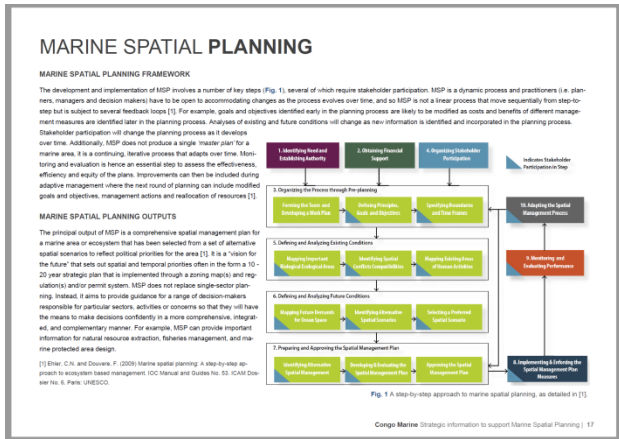 MARINE SPATIAL PLANNING
MARINE SPATIAL PLANNING FRAMEWORK
The development and implementation of MSP involves a number of key steps (Fig. 1), several of which require stakeholder participation. MSP is a dynamic process and practitioners (i.e. plan-
ners, managers and decision makers) have to be open to accommodating changes as the process evolves over time, and so MSP is not a linear process that move sequentially from step-to-
step but is subject to several feedback loops [1]. For example, goals and objectives identified early in the planning process are likely to be modified as costs and benefits of different manage-
ment measures are identified later in the planning process. Analyses of existing and future conditions will change as new information is identified and incorporated in the planning process.
Stakeholder participation will change the planning process as it develops
over time. Additionally, MSP does not produce a single 'master plan' for a
marine area, it is a continuing, iterative process that adapts over time. Moni-
toring and evaluation is hence an essential step to assess the effectiveness,
efficiency and equity of the plans. Improvements can then be included during
adaptive management where the next round of planning can include modified
goals and objectives, management actions and reallocation of resources [1].
MARINE SPATIAL PLANNING OUTPUTS
The principal output of MSP is a comprehensive spatial management plan for
a marine area or ecosystem that has been selected from a set of alternative
spatial scenarios to reflect political priorities for the area [1]. It is a "vision for
the future" that sets out spatial and temporal priorities often in the form a 10 -
20 year strategic plan that is implemented through a zoning map(s) and reg-
ulation(s) and/or permit system. MSP does not replace single-sector plan-
ning. Instead, it aims to provide guidance for a range of decision-makers
responsible for particular sectors, activities or concerns so that they will have
the means to make decisions confidently in a more comprehensive, integrat-
ed, and complementary manner. For example, MSP can provide important
information for natural resource extraction, fisheries management, and ma-
rine protected area design.
[1] Ehler, C.N. and Douvere, F. (2009) Marine spatial planning: A step-by-step ap-
proach to ecosystem based management. IOC Manual and Guides No. 53. ICAM Dos-
sier No. 6. Paris: UNESCO.
1. Identifying Need and
Establishing Authority
2. Obtaining Financial
Support
4. Organizing Stakeholder
Participation
Indicates Stakeholder
Participation in Step
3. Organizing the Process through Pre-planning
Forming the Team and
Developing a Work Plan
Defining Principles,
Goals, and Objectives
Specifying Boundaries
and Time Frames
10. Adapting the Spatial
Management Process
5. Defining and Analyzing Existing Conditions
Mapping Important
Biological Ecological Areas
Identifying Spatial
Conflicts Compatibilities
Mapping Existing Areas
of Human Activities
9. Monitoring and
Evaluating Performance
6. Defining and Analyzing Future Conditions
Mapping Future Demands
for Ocean Space
Identifying Alternative
Spatial Scenarios
Selecting a Preferred
Spatial Scenario
7. Preparing and Approving the Spatial Management Plan
Identifying Alternative
Spatial Management
Developing & Evaluating the
Spatial Management Plan
Approving the Spatial
Management Plan
8. Implementing & Enforcing the
Spatial Management Plan
Measures
Fig. 1 A step-by-step approach to marine spatial planning, as detailed in [1].
Congo Marine Strategic information to support Marine Spatial Planning | 17